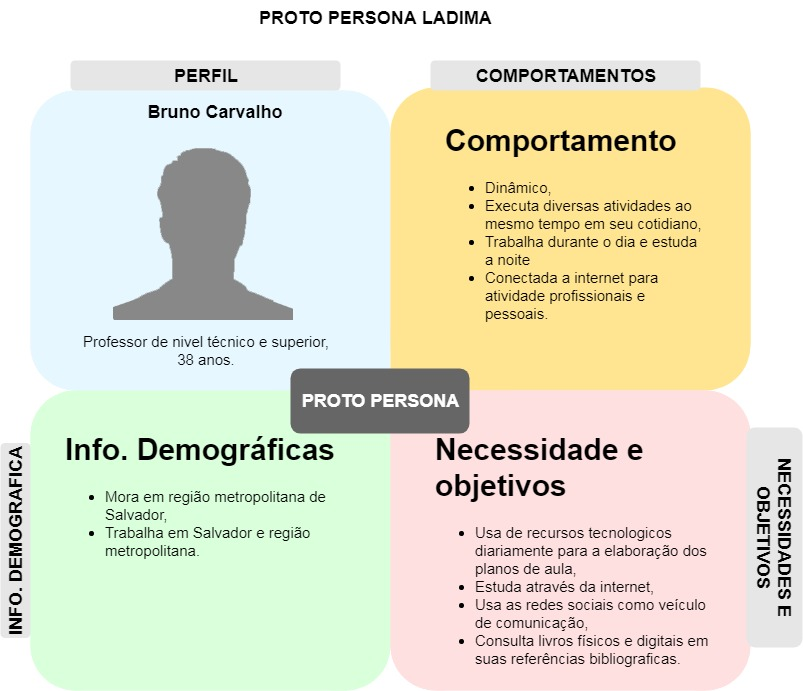 PROTO PERSONA LADIMA
PERFIL
Bruno Carvalho
Professor de nivel técnico e superior,
38 anos.
COMPORTAMENTOS
Comportamento
Dinâmico,
Executa diversas atividades ao
mesmo tempo em seu cotidiano,
Trabalha durante o dia e estuda
a noite
Conectada a internet para
atividade profissionais e
pessoais.
PROTO PERSONA
INFO. DEMOGRAFICA
Info. Demográficas
Mora em região metropolitana de
Salvador,
Trabalha em Salvador e região
metropolitana.
Necessidade e
objetivos
Usa de recursos tecnologicos
diariamente para a elaboração dos
planos de aula,
Estuda através da internet,
Usa as redes sociais como veículo
de comunicação,
Consulta livros físicos e digitais em
suas referências bibliograficas.
NECESSIDADES E
OBJETIVOS